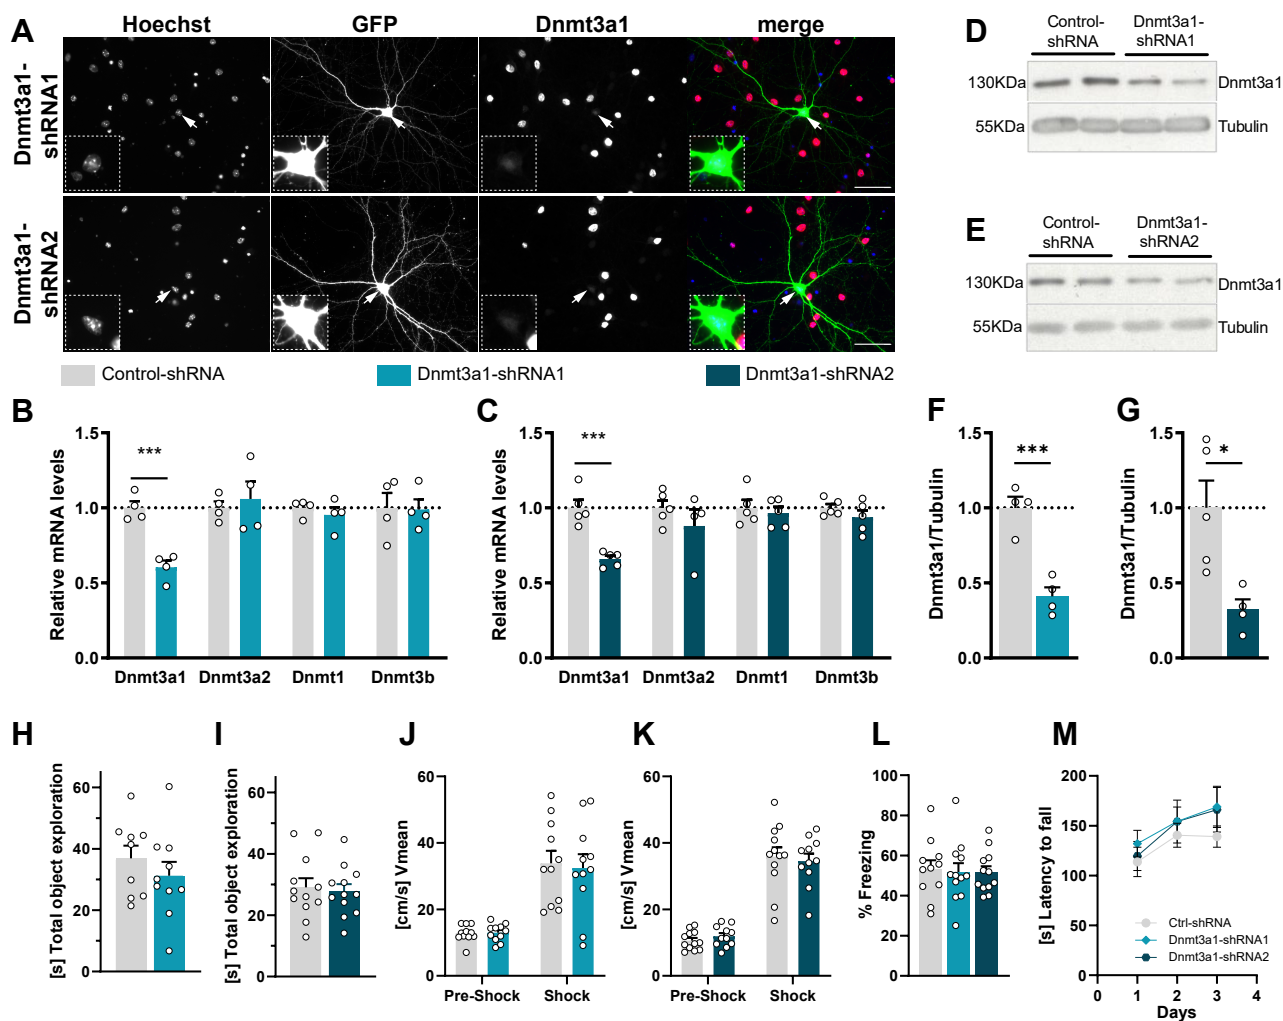 A
Hoechst
GFP
Dnmt3a1
merge
Dnmt3a1-
shRNA1
Dnmt3a1-
shRNA2
D
Control-
shRNA
Dnmt3a1-
shRNA1
130KDa
Dnmt3a1
55KDa
Tubulin
E
Control-
shRNA
Dnmt3a1-
shRNA2
130KDa
Dnmt3a1
55KDa
Tubulin
Control-shRNA
Dnmt3a1-shRNA1
Dnmt3a1-shRNA2
B
Relative mRNA levels
1.5
1.0
0.5
0.0
***
Dnmt3a1
Dnmt3a2
Dnmt1
Dnmt3b
C
Relative mRNA levels
1.5
1.0
0.5
0.0
***
Dnmt3a1
Dnmt3a2
Dnmt1
Dnmt3b
F
Dnmt3a1/Tubulin
1.5
1.0
0.5
0.0
***
G
Dnmt3a1/Tubulin
1.5
1.0
0.5
0.0
*
H
[s] Total object exploration
60
40
20
0
I
[s] Total object exploration
60
40
20
0
J
[cm/s] Vmean
60
40
20
0
Pre-Shock
Shock
K
[cm/s] Vmean
60
40
20
0
Pre-Shock
Shock
L
% Freezing
100
80
60
40
20
0
M
[s] Latency to fall
200
150
100
50
0
Ctrl-shRNA
Dnmt3a1-shRNA1
Dnmt3a1-shRNA2
0
1
2
3
4
Days